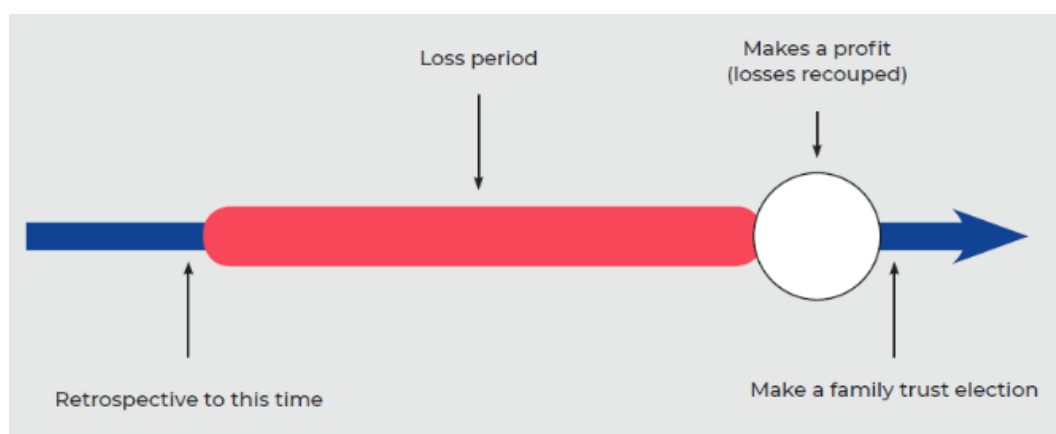 Loss period
Makes a profit
(losses recouped)
Retrospective to this time
Make a family trust election